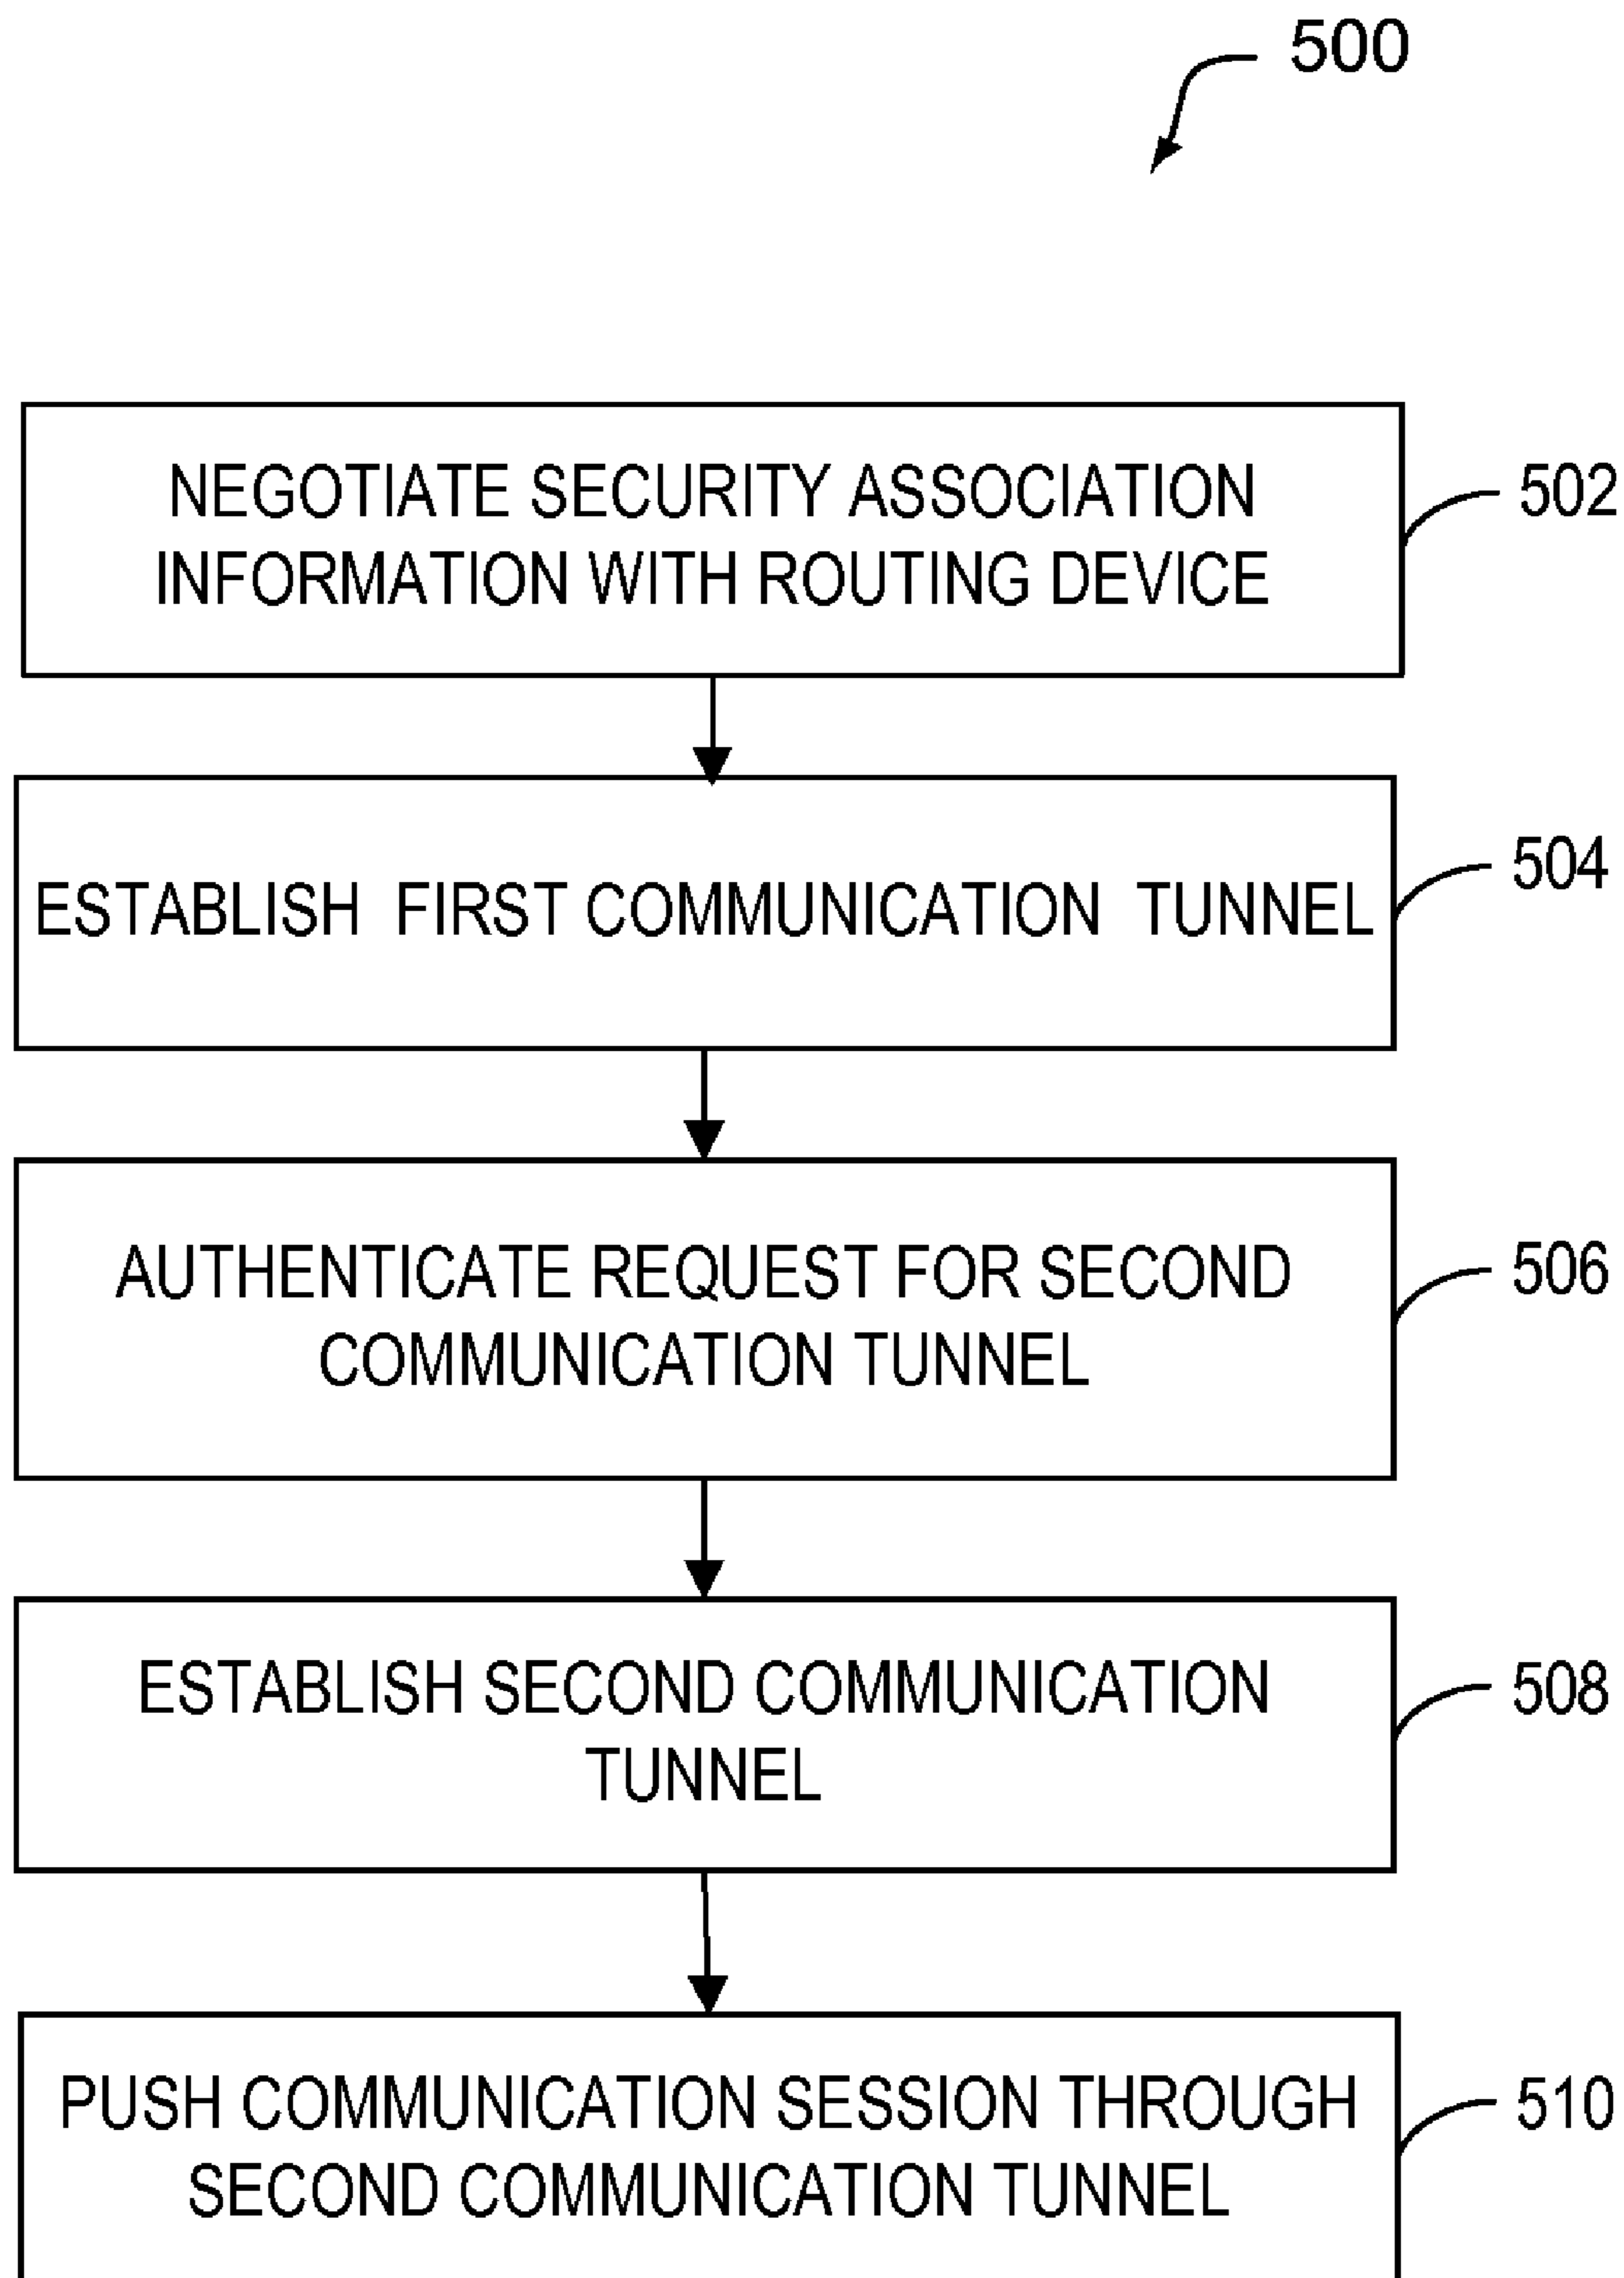 500
NEGOTIATE SECURITY ASSOCIATION
INFORMATION WITH ROUTING DEVICE
502
ESTABLISH FIRST COMMUNICATION TUNNEL
504
AUTHENTICATE REQUEST FOR SECOND
COMMUNICATION TUNNEL
506
ESTABLISH SECOND COMMUNICATION
TUNNEL
508
PUSH COMMUNICATION SESSION THROUGH
SECOND COMMUNICATION TUNNEL
510